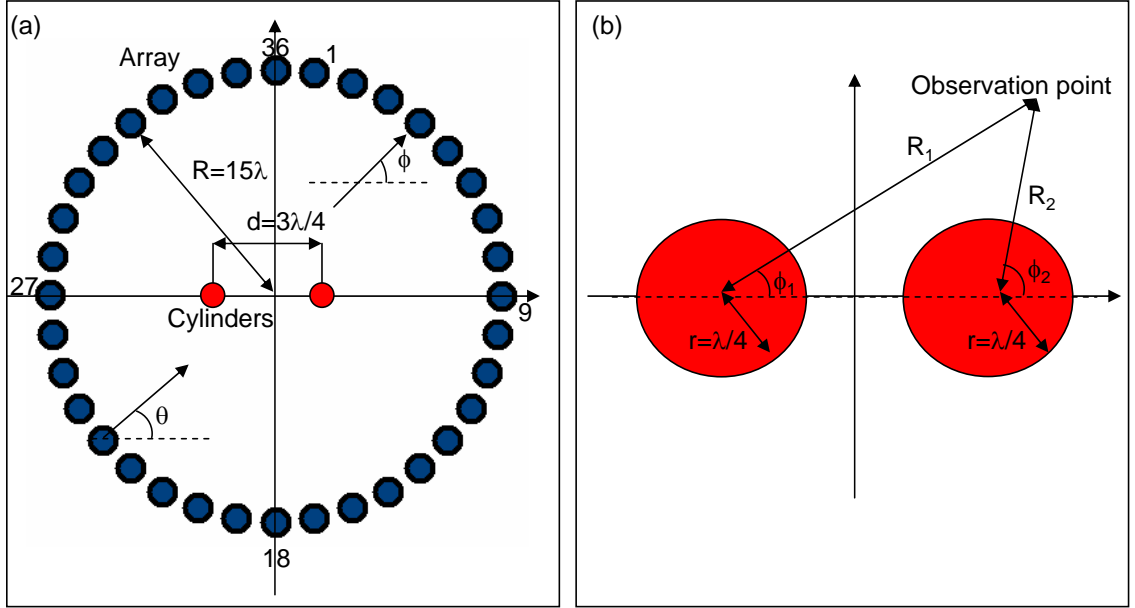 (a)
Array
36
1
R=15λ
ϕ
d=3λ/4
27
Cylinders
9
θ
18
(b)
Observation point
R1
R2
ϕ1
ϕ2
r=λ/4
r=λ/4